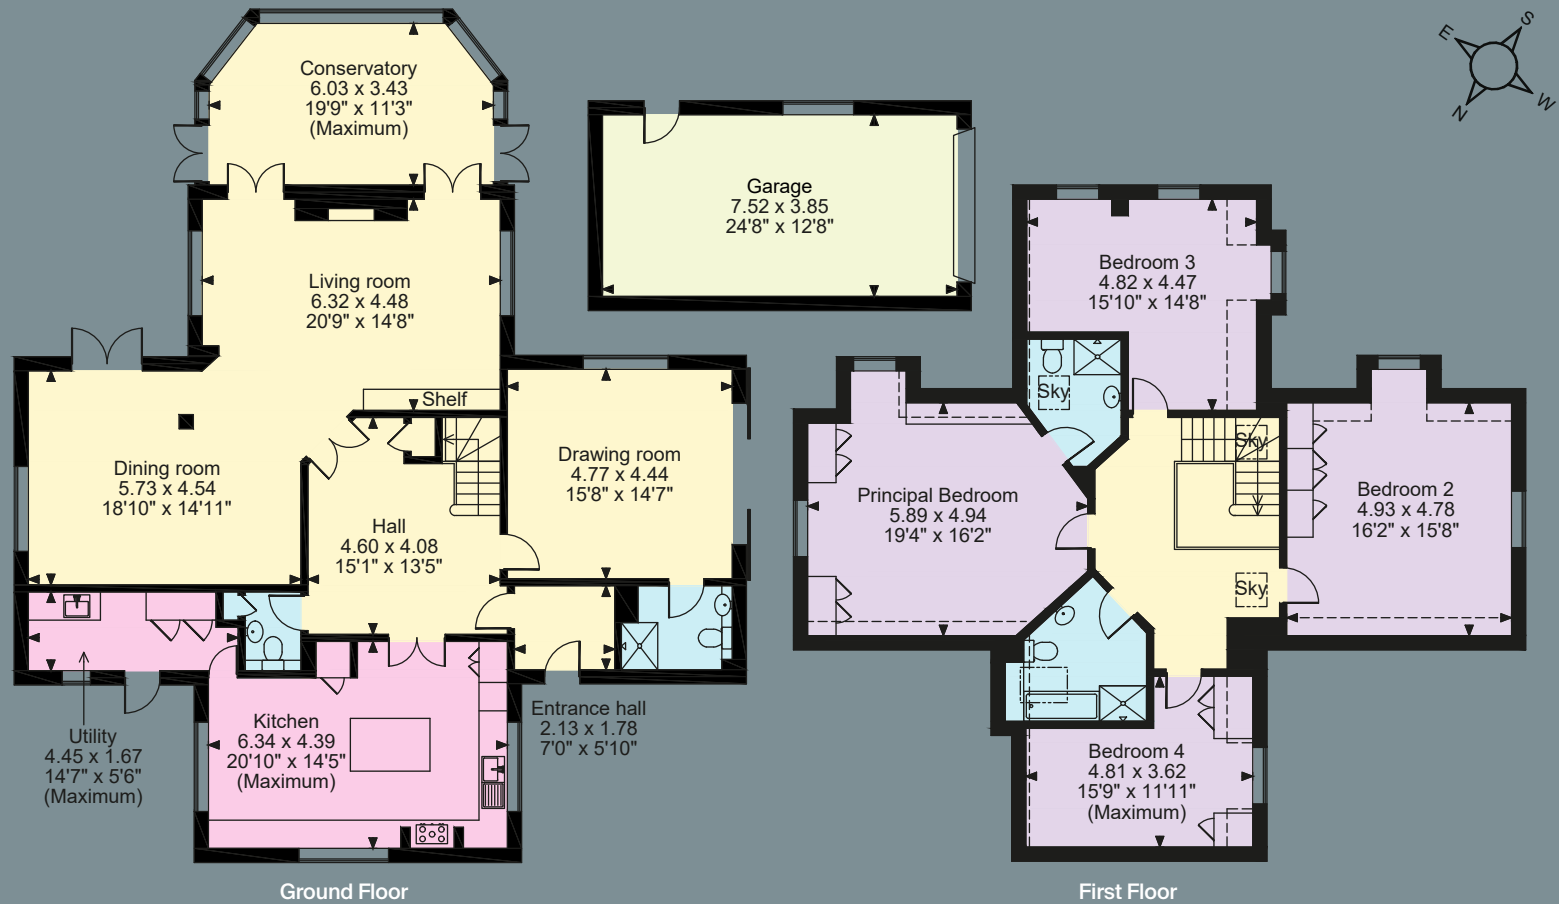 Conservatory
6.03 x 3.43
19'9" x 11'3"
(Maximum)
Garage
7.52 x 3.85
24'8" x 12'8"
E
S
N
W
Living room
6.32 x 4.48
20'9" x 14'8"
Shelf
Dining room
5.73 x 4.54
18'10" x 14'11"
Drawing room
4.77 x 4.44
15'8" x 14'7"
Hall
4.60 x 4.08
15'1" x 13'5"
Entrance hall
2.13 x 1.78
7'0" x 5'10"
Utility
4.45 x 1.67
14'7" x 5'6"
(Maximum)
Kitchen
6.34 x 4.39
20'10" x 14'5"
(Maximum)
Ground Floor
Bedroom 3
4.82 x 4.47
15'10" x 14'8"
Sky
Sky
Principal Bedroom
5.89 x 4.94
19'4" x 16'2"
Bedroom 2
4.93 x 4.78
16'2" x 15'8"
Sky
Bedroom 4
4.81 x 3.62
15'9" x 11'11"
(Maximum)
First Floor